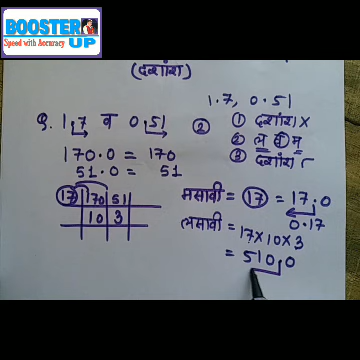 BOOSTER
UP
Speed with Accuracy
(दशांश)
1.7, 0.51
Q. 1.7 व 0.51 ②
① दशांश X
② ल सा म
③ दशांश
170.0 = 170
51.0 = 51
17 170 51
10 3
मसावी = 17 = 17.0
0.17
लसावी = 17×10×3
= 510.0